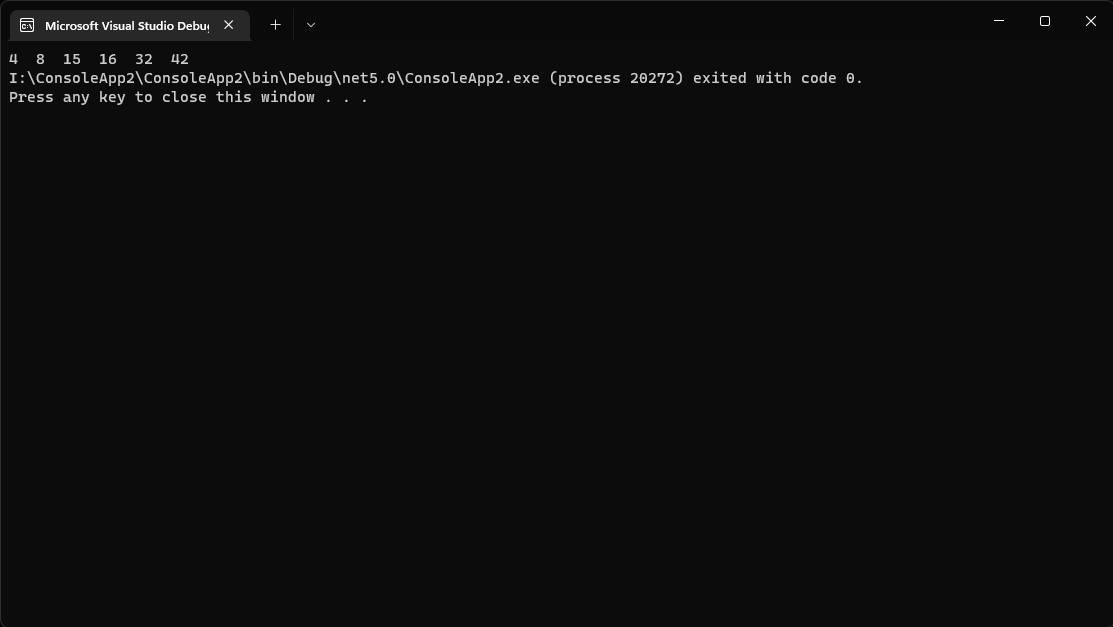 Microsoft Visual Studio Debug
4  8  15  16  32  42
I:\ConsoleApp2\ConsoleApp2\bin\Debug\net5.0\ConsoleApp2.exe (process 20272) exited with code 0.
Press any key to close this window . . .